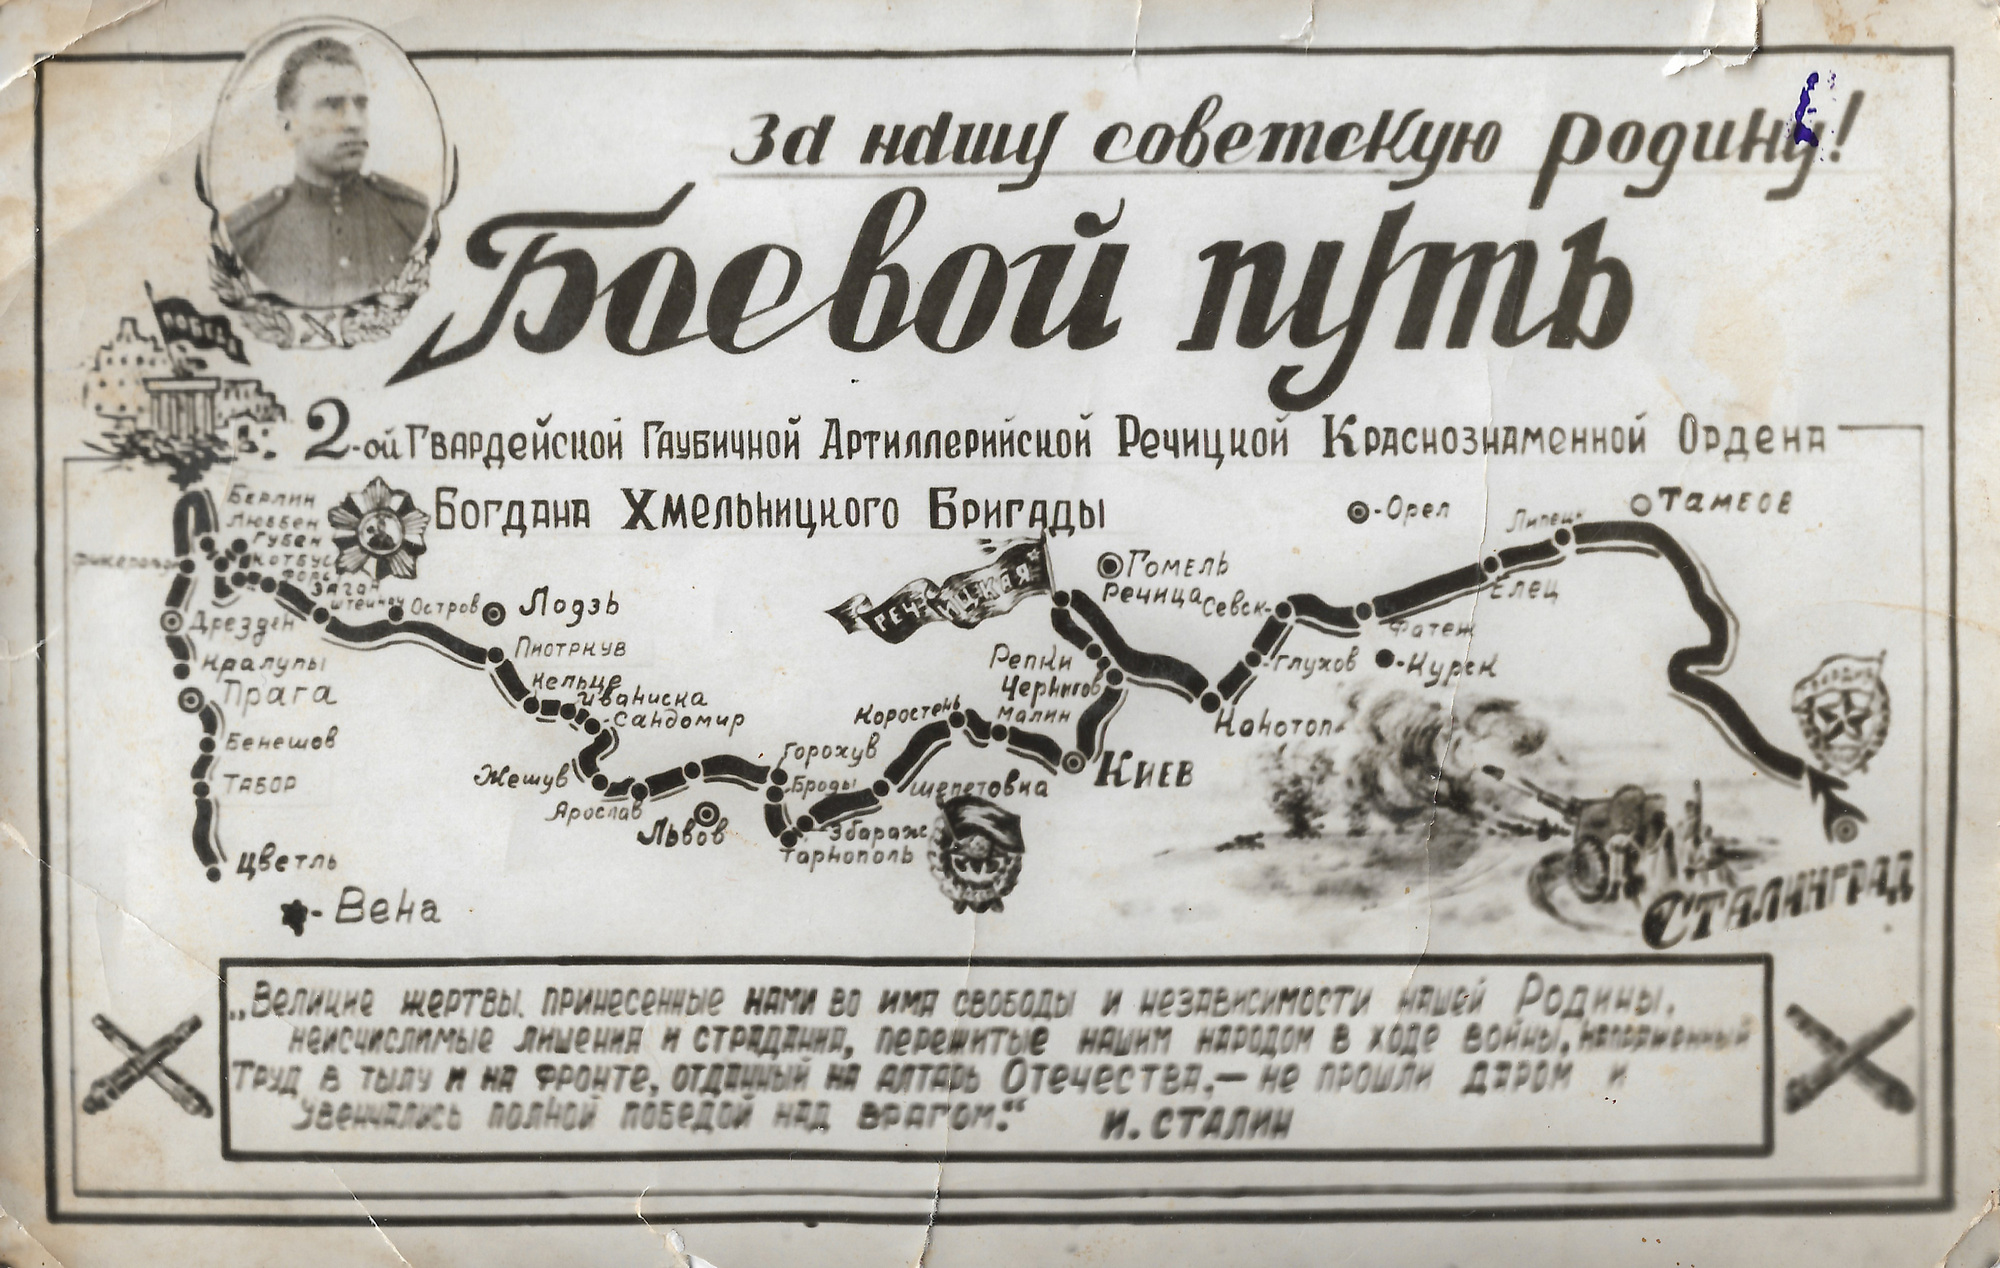 За нашу советскую родину!
Боевой путь
2-ой Гвардейской Гаубичной Артиллерийской Речицкой Краснознаменной Ордена
Богдана Хмельницкого Бригады
ПОБЕДА
Берлин
Люббен
Губен
Котбус
Форс
Заган
Штейнау
Остров
Лодзь
Дрезден
Кралупы
Прага
Бенешов
Табор
Цветль
Вена
Пиотркув
Кельце
Иваниска
Сандомир
Жешув
Ярослав
Львов
Горохув
Броды
Збараж
Тарнополь
Шепетовка
Коростень
Малин
Киев
Чернигов
Репки
РЕЧИЦКАЯ
Гомель
Речица
Канотоп
Глухов
Севск
Фатеж
-Курск
-Орел
Елец
Липецк
Тамбов
ГВАРДИЯ
Сталинград
„Великие жертвы, принесенные нами во имя свободы и независимости нашей Родины,
неисчислимые лишения и страдания, пережитые нашим народом в ходе войны, напряженный
труд в тылу и на фронте, отданный на алтарь Отечества,— не прошли даром и
увенчались полной победой над врагом.“ И. Сталин